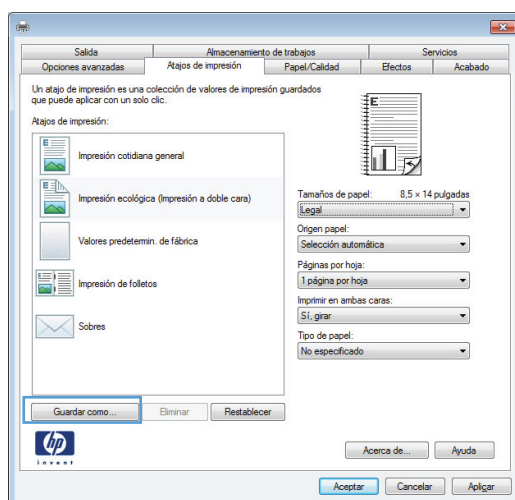 Salida
Almacenamiento de trabajos
Servicios
Opciones avanzadas
Atajos de impresión
Papel/Calidad
Efectos
Acabado
Un atajo de impresión es una colección de valores de impresión guardados
que puede aplicar con un solo clic.
Atajos de impresión:
E
Impresión cotidiana general
E
Impresión ecológica (Impresión a doble cara)
Valores predetermin. de fábrica
E
Impresión de folletos
Sobres
Guardar como...
Eliminar
Restablecer
E
Tamaños de papel: 8,5 × 14 pulgadas
Legal
Origen papel:
Selección automática
Páginas por hoja:
1 página por hoja
Imprimir en ambas caras:
Sí, girar
Tipo de papel:
No especificado
hp
invent
Acerca de...
Ayuda
Aceptar
Cancelar
Aplicar